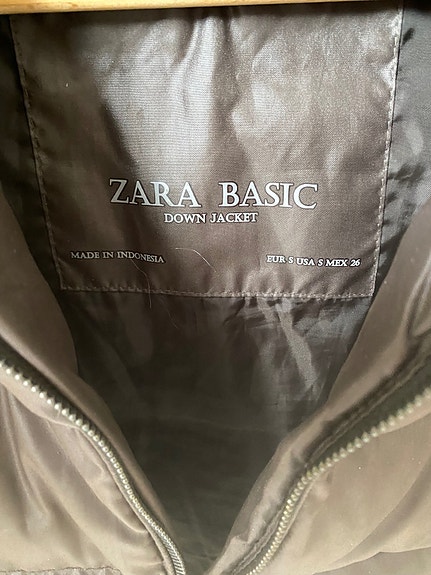 ZARA BASIC
DOWN JACKET
MADE IN INDONESIA
EUR S USA S MEX 26